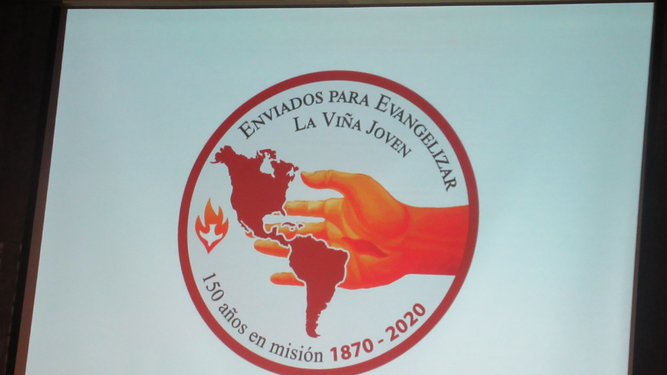 ENVIADOS PARA EVANGELIZAR
LA VIÑA JOVEN
150 años en misión 1870 - 2020